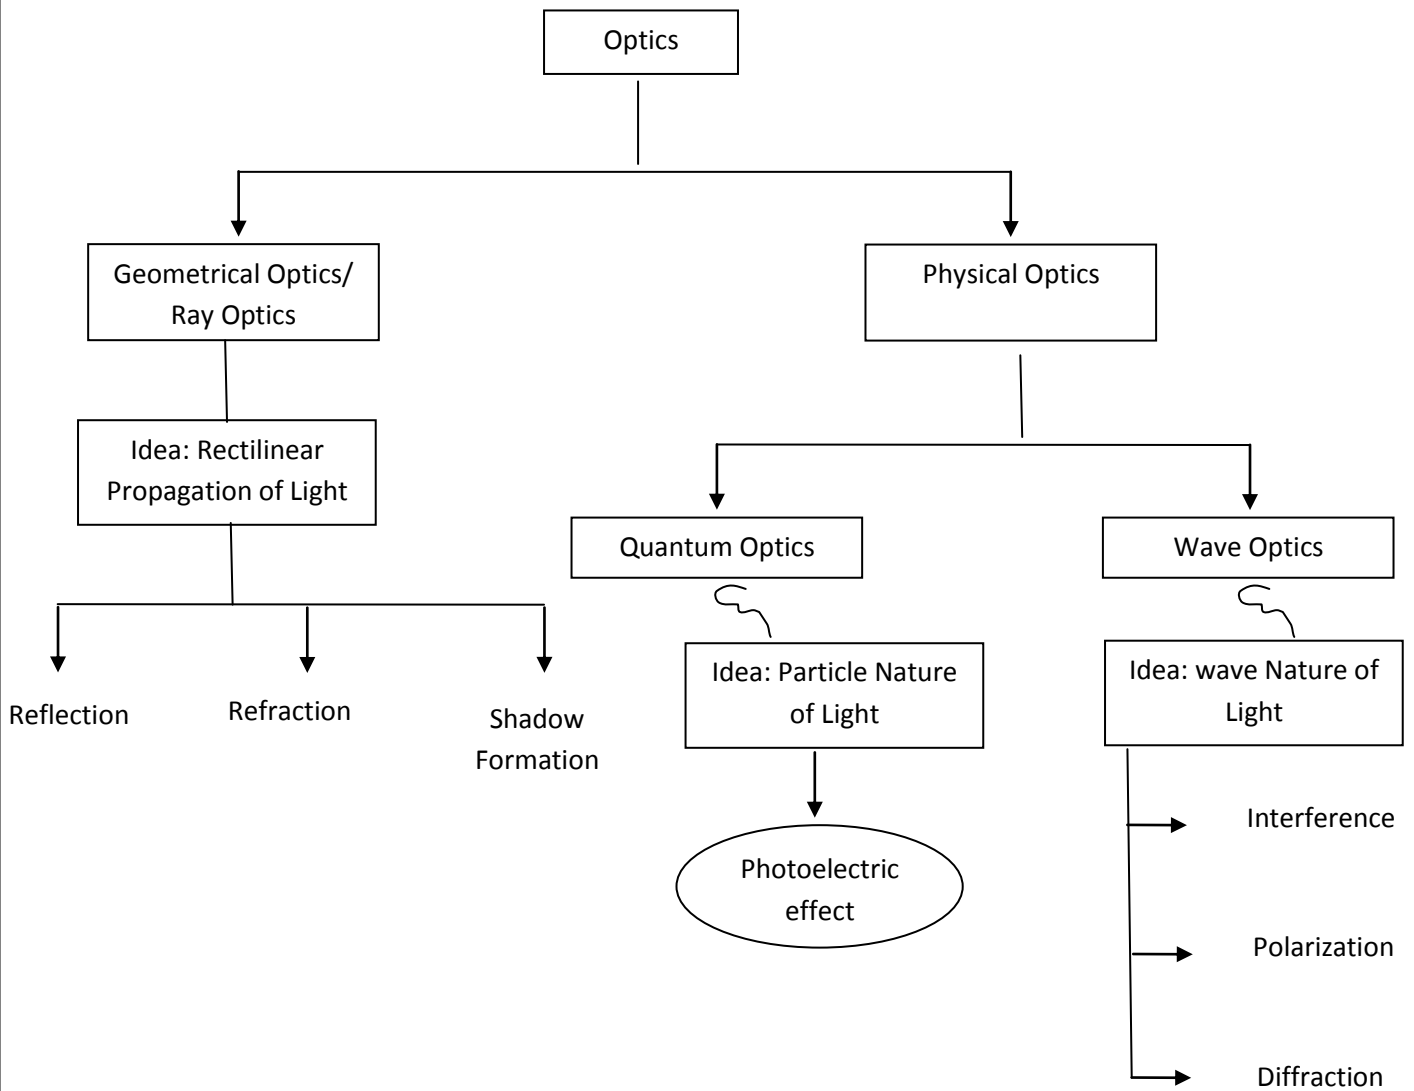 Optics
Geometrical Optics/
Ray Optics
Physical Optics
Idea: Rectilinear
Propagation of Light
Quantum Optics
Wave Optics
Reflection
Refraction
Shadow
Formation
Idea: Particle Nature
of Light
Idea: wave Nature of
Light
Photoelectric
effect
Interference
Polarization
Diffraction